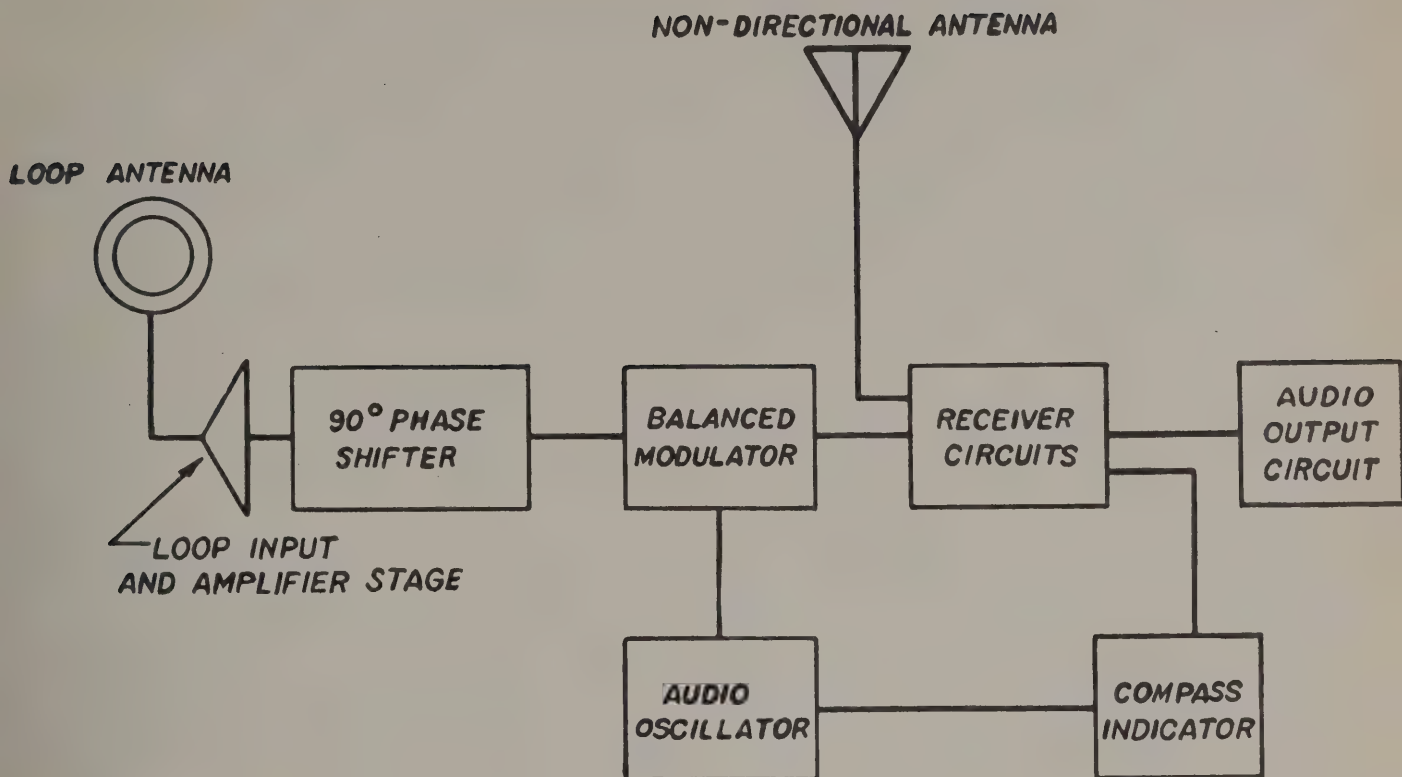 NON-DIRECTIONAL ANTENNA
LOOP ANTENNA
90° PHASE
SHIFTER
BALANCED
MODULATOR
RECEIVER
CIRCUITS
AUDIO
OUTPUT
CIRCUIT
LOOP INPUT
AND AMPLIFIER STAGE
AUDIO
OSCILLATOR
COMPASS
INDICATOR